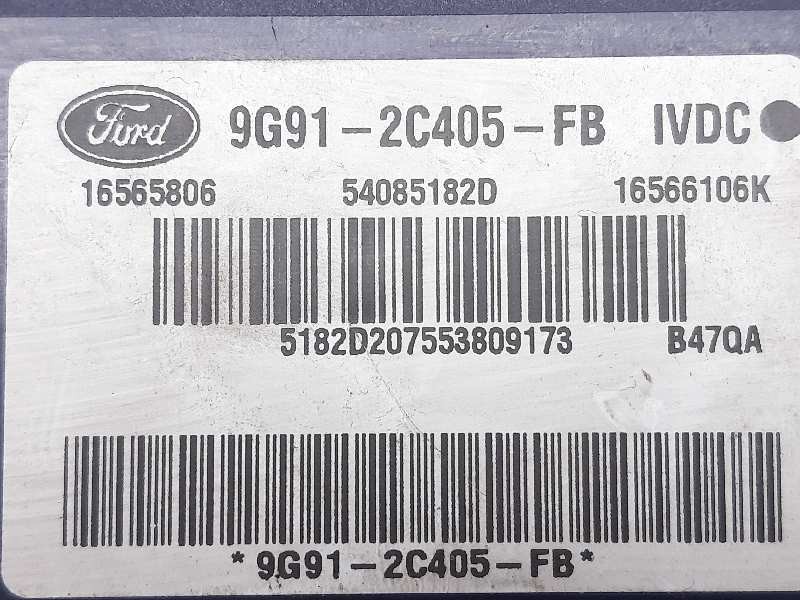 Ford 9G91-2C405-FB IVDC
16565806 54085182D 16566106K
5182D207553809173 B47QA
*9G91-2C405-FB*